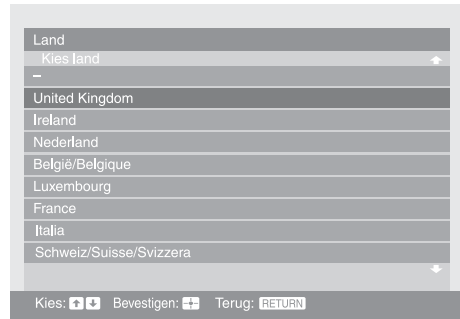 Land
Kies land
–
United Kingdom
Ireland
Nederland
België/Belgique
Luxembourg
France
Italia
Schweiz/Suisse/Svizzera
Kies: Bevestigen: Terug: RETURN